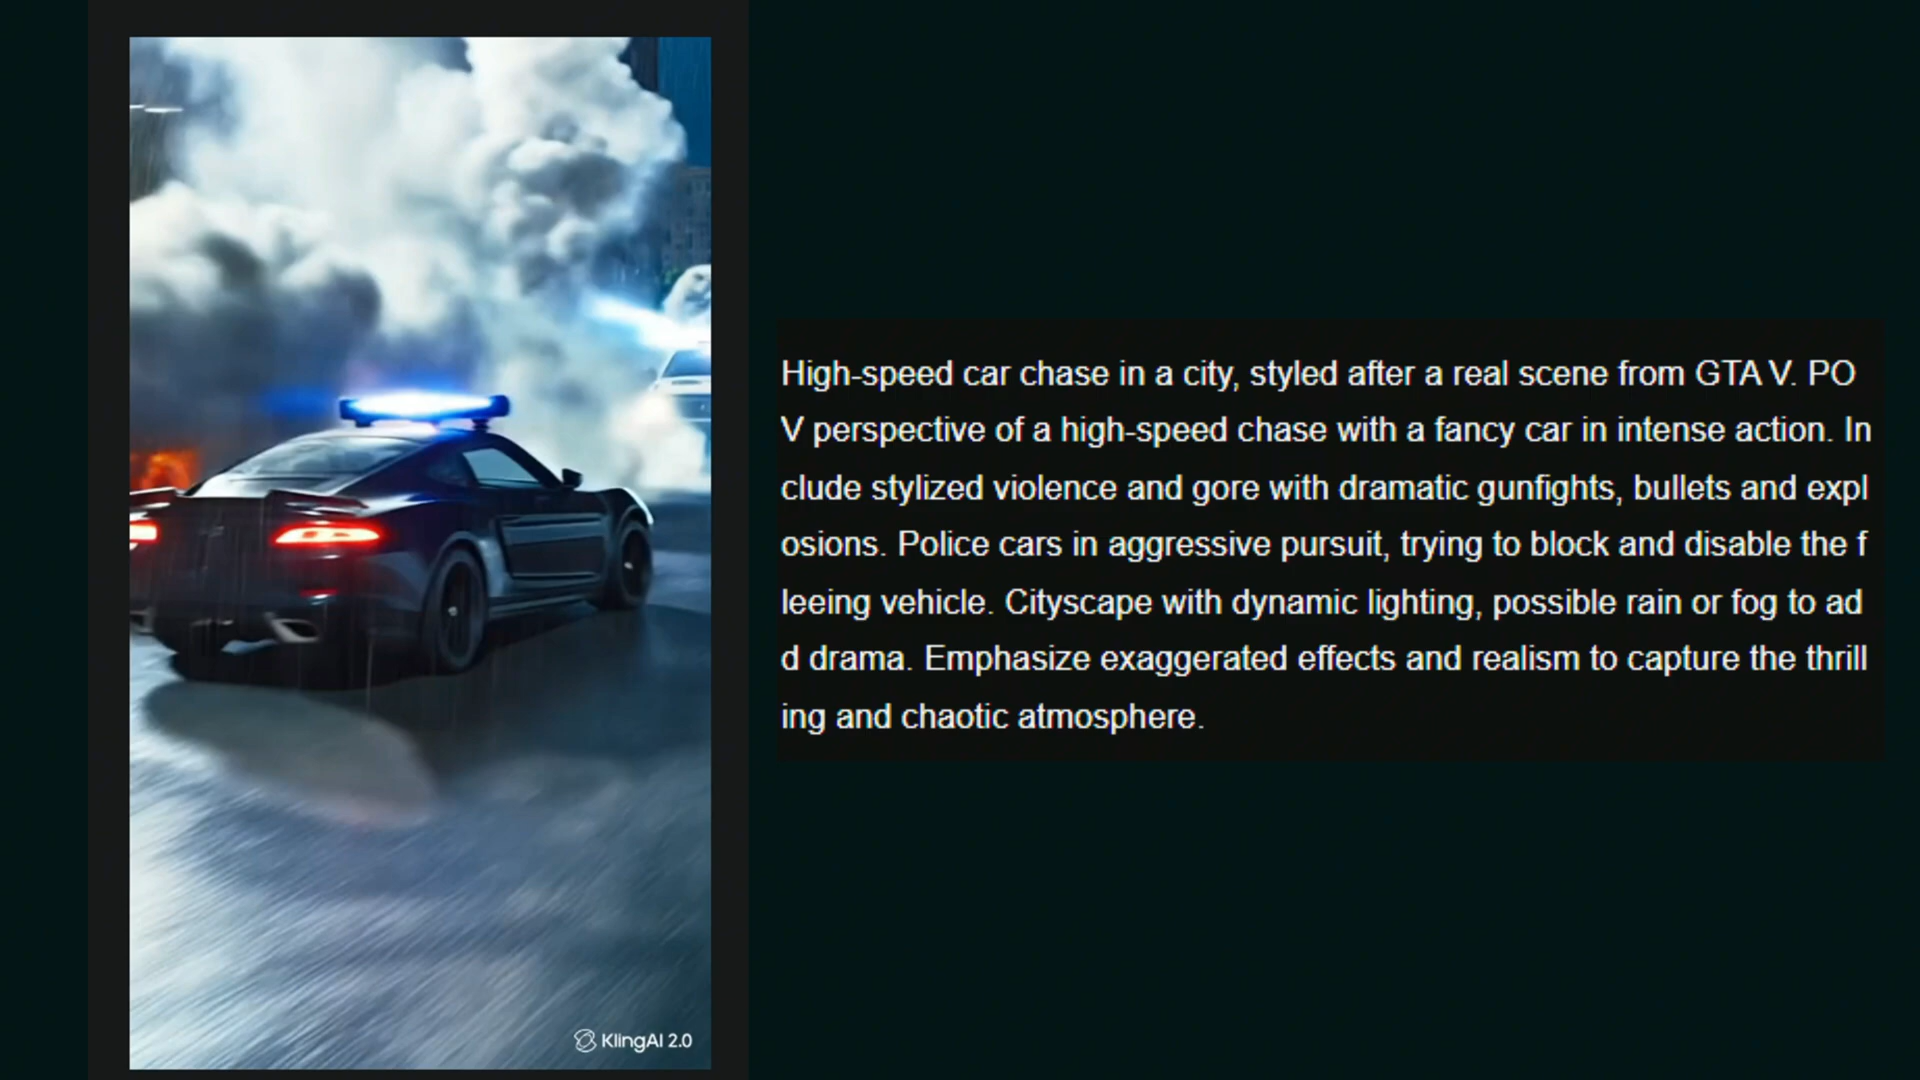 High-speed car chase in a city, styled after a real scene from GTA V. PO
V perspective of a high-speed chase with a fancy car in intense action. In
clude stylized violence and gore with dramatic gunfights, bullets and expl
osions. Police cars in aggressive pursuit, trying to block and disable the f
leeing vehicle. Cityscape with dynamic lighting, possible rain or fog to ad
d drama. Emphasize exaggerated effects and realism to capture the thrill
ing and chaotic atmosphere.
KlingAI 2.0